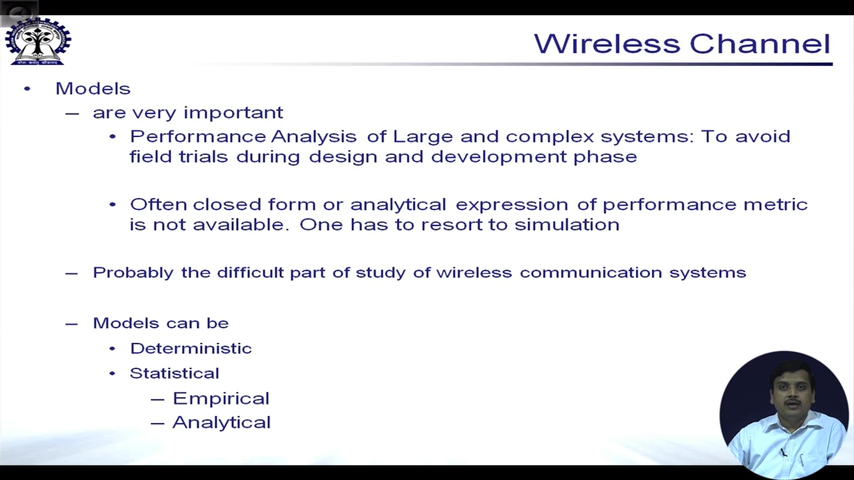 Wireless Channel
• Models
– are very important
• Performance Analysis of Large and complex systems: To avoid
field trials during design and development phase
• Often closed form or analytical expression of performance metric
is not available. One has to resort to simulation
– Probably the difficult part of study of wireless communication systems
– Models can be
• Deterministic
• Statistical
– Empirical
– Analytical